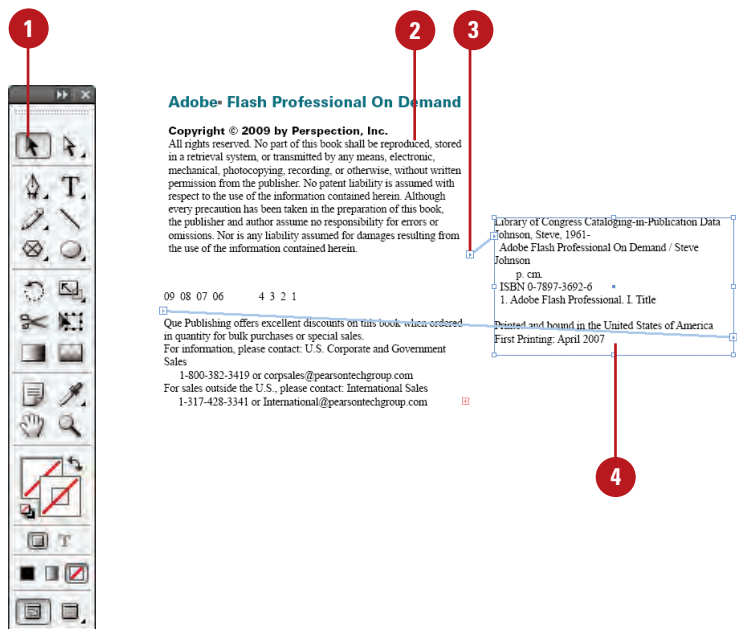 1
2
3
Adobe• Flash Professional On Demand
Copyright © 2009 by Perspection, Inc.
All rights reserved. No part of this book shall be reproduced, stored
in a retrieval system, or transmitted by any means, electronic,
mechanical, photocopying, recording, or otherwise, without written
permission from the publisher. No patent liability is assumed with
respect to the use of the information contained herein. Although
every precaution has been taken in the preparation of this book,
the publisher and author assume no responsibility for errors or
omissions. Nor is any liability assumed for damages resulting from
the use of the information contained herein.
09 08 07 06 4 3 2 1
Que Publishing offers excellent discounts on this book when ordered
in quantity for bulk purchases or special sales.
For information, please contact: U.S. Corporate and Government
Sales
1-800-382-3419 or corpsales@pearsontechgroup.com
For sales outside the U.S., please contact: International Sales
1-317-428-3341 or International@pearsontechgroup.com
Library of Congress Cataloging-in-Publication Data
Johnson, Steve, 1961-
Adobe Flash Professional On Demand / Steve
Johnson
p. cm.
ISBN 0-7897-3692-6
1. Adobe Flash Professional. I. Title
Printed and bound in the United States of America
First Printing: April 2007
4
T
T